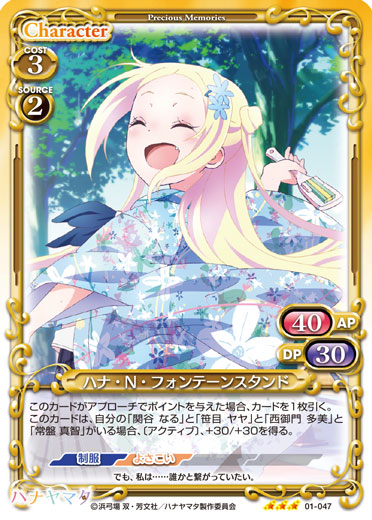 Precious Memories
Character
COST
3
SOURCE
2
40 AP
DP 30
ハナ・N・フォンテーンスタンド
このカードがアプローチでポイントを与えた場合、カードを1枚引く。
このカードは、自分の「関谷 なる」と「笹目 ヤヤ」と「西御門 多美」と
「常盤 真智」がいる場合、〔アクティブ〕、+30/+30を得る。
制服 よさこい
でも、私は……誰かと繋がっていたい。
ハナヤマタ
©浜弓場 双・芳文社／ハナヤマタ製作委員会
★★★ 01-047